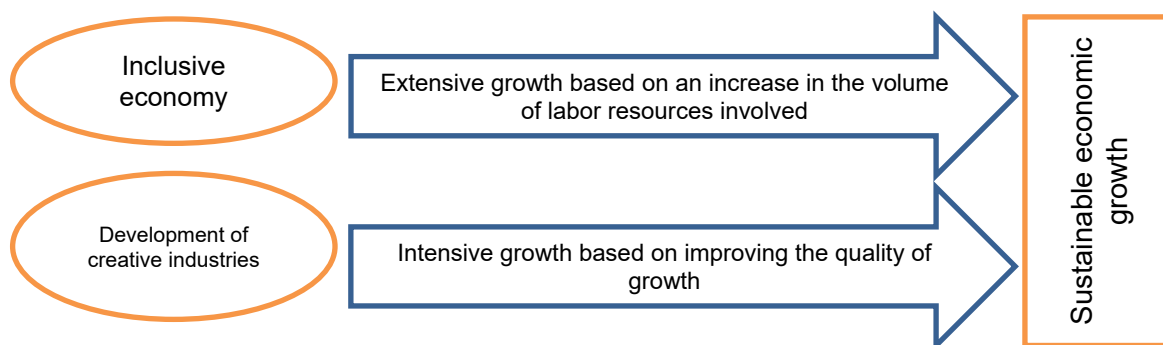 Inclusive
economy
Extensive growth based on an increase in the volume
of labor resources involved
Development of
creative industries
Intensive growth based on improving the quality of
growth
Sustainable economic
growth